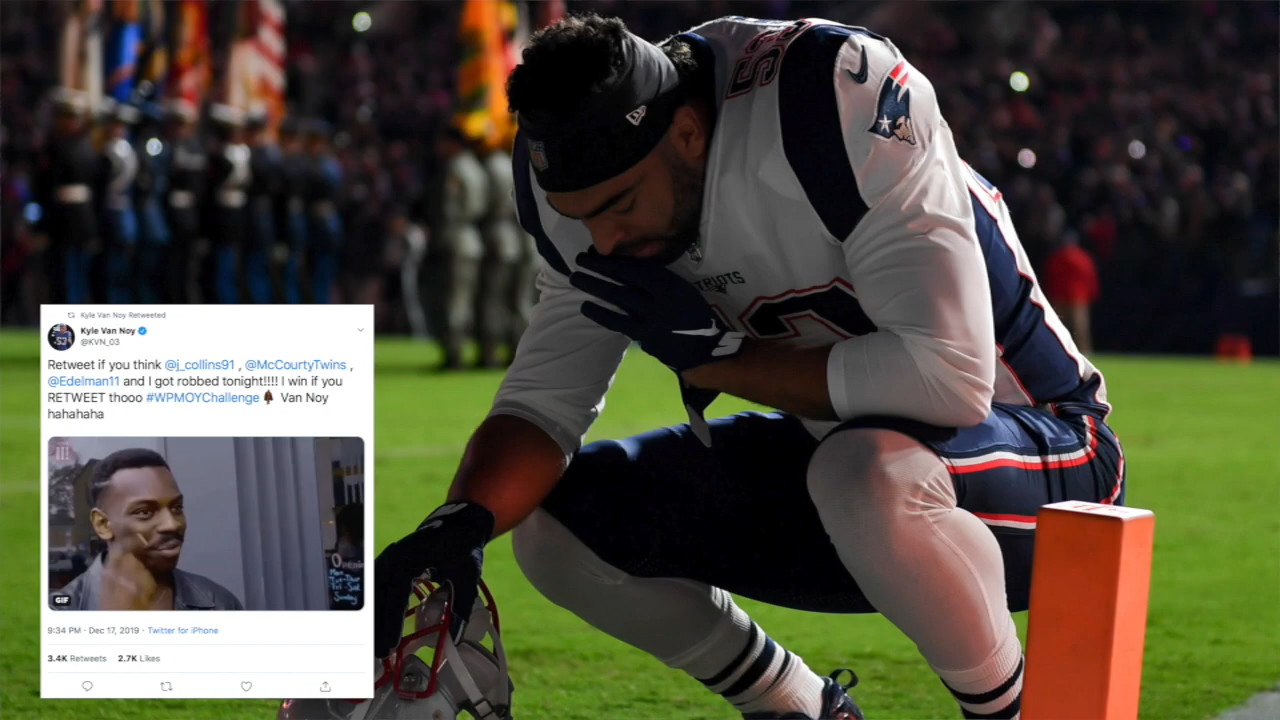 Kyle Van Noy Retweeted
Kyle Van Noy
@KVN_03
Retweet if you think @j_collins91 , @McCourtyTwins ,
@Edelman11 and I got robbed tonight!!!! I win if you
RETWEET thooo #WPMOYChallenge Van Noy
hahahaha
GIF
9:34 PM · Dec 17, 2019 · Twitter for iPhone
3.4K Retweets 2.7K Likes
53